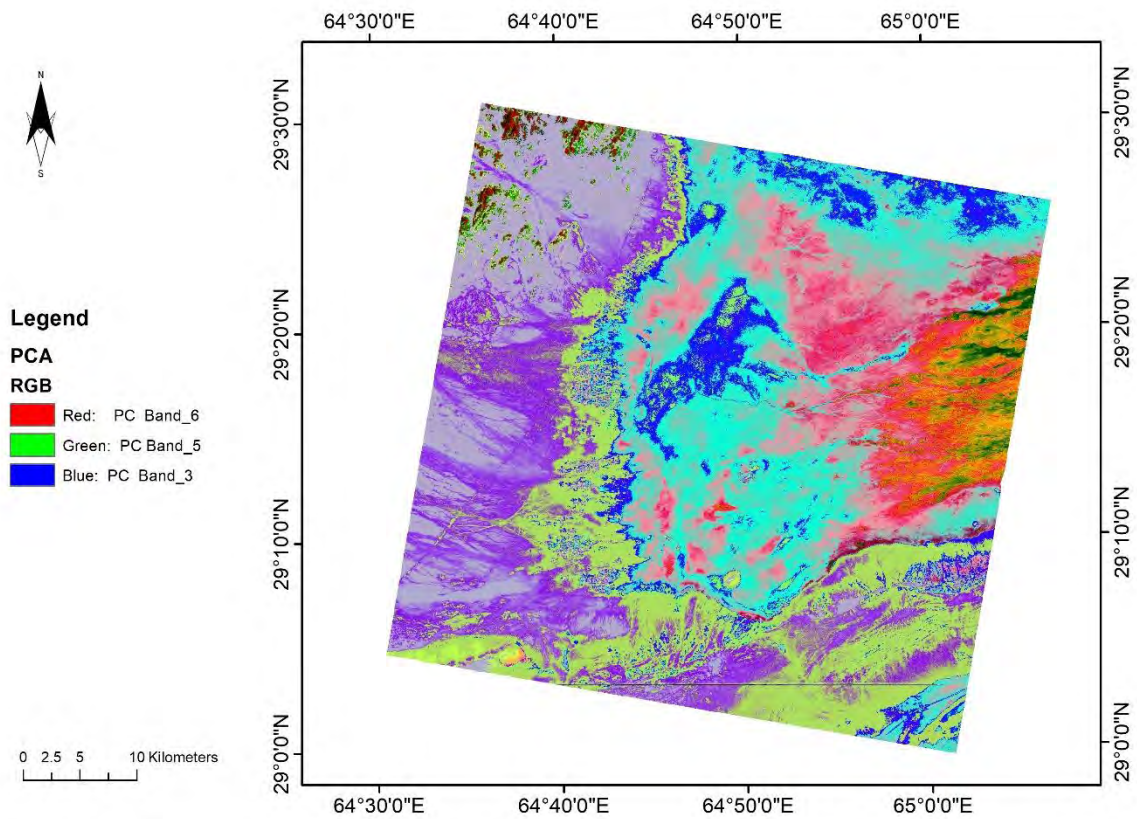 64°30'0"E 64°40'0"E 64°50'0"E 65°0'0"E
N
S
29°30'0"N 29°30'0"N
29°20'0"N 29°20'0"N
29°10'0"N 29°10'0"N
29°0'0"N 29°0'0"N
Legend
PCA
RGB
Red: PC Band_6
Green: PC Band_5
Blue: PC Band_3
0 2.5 5 10 Kilometers
64°30'0"E 64°40'0"E 64°50'0"E 65°0'0"E